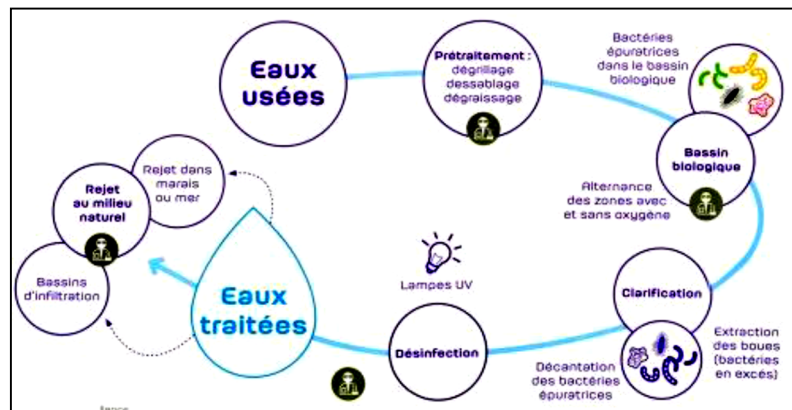 Eaux
usées
Prétraitement :
dégrillage
dessablage
dégraissage
Bactéries
épuratrices
dans le bassin
biologique
Bassin
biologique
Alternance
des zones avec
et sans oxygène
Clarification
Extraction
des boues
(bactéries
en excés)
Décantation
des bactéries
épuratrices
Lampes UV
Désinfection
Eaux
traitées
Rejet dans
marais
ou mer
Rejet
au milieu
naturel
Bassins
d'infiltration